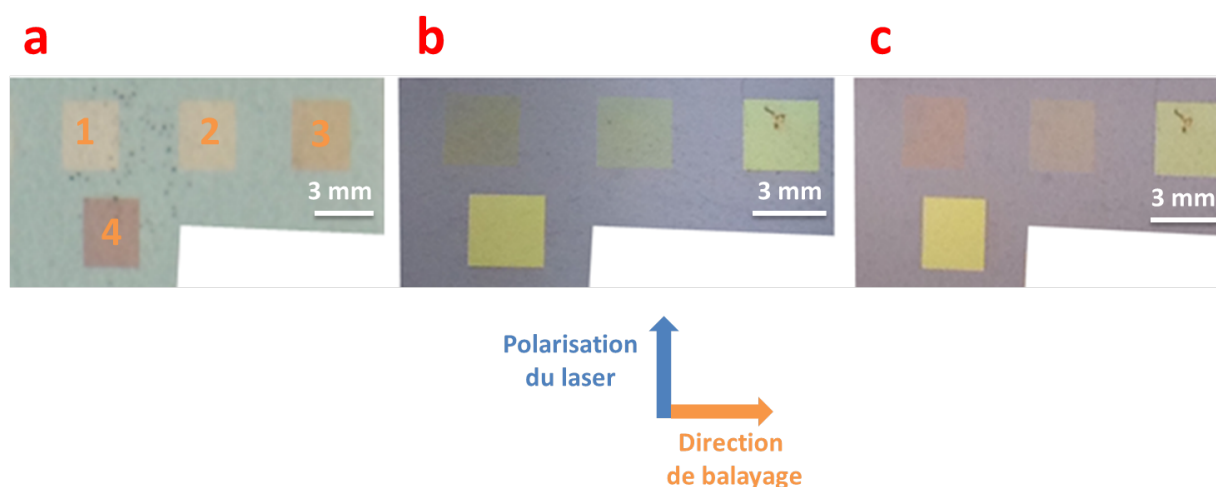 a
b
c
1
2
3
3 mm
3 mm
3 mm
4
Polarisation
du laser
Direction
de balayage